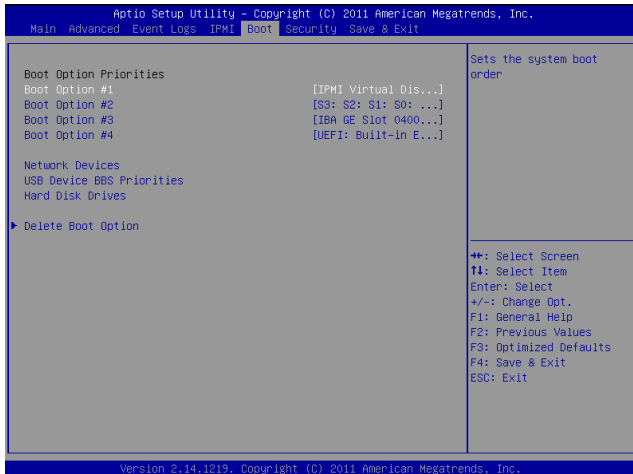 Aptio Setup Utility – Copyright (C) 2011 American Megatrends, Inc.
Main Advanced Event Logs IPMI Boot Security Save & Exit
Boot Option Priorities
Boot Option #1 [IPMI Virtual Dis...]
Boot Option #2 [S3: S2: S1: S0: ...]
Boot Option #3 [IBA GE Slot 0400...]
Boot Option #4 [UEFI: Built-in E...]
Network Devices
USB Device BBS Priorities
Hard Disk Drives
▶ Delete Boot Option
Sets the system boot
order
→←: Select Screen
↑↓: Select Item
Enter: Select
+/-: Change Opt.
F1: General Help
F2: Previous Values
F3: Optimized Defaults
F4: Save & Exit
ESC: Exit
Version 2.14.1219. Copyright (C) 2011 American Megatrends, Inc.